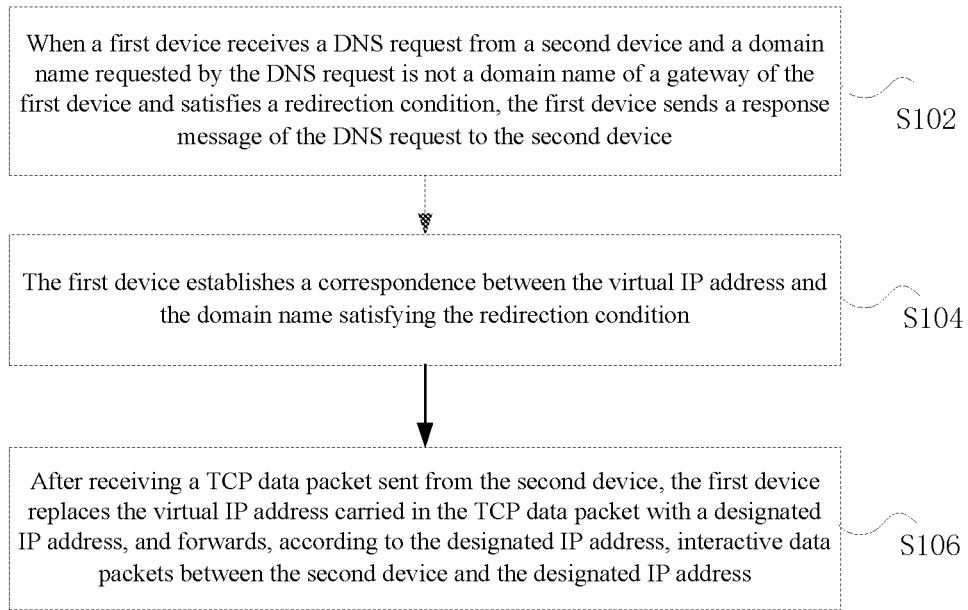 When a first device receives a DNS request from a second device and a domain
name requested by the DNS request is not a domain name of a gateway of the
first device and satisfies a redirection condition, the first device sends a response
message of the DNS request to the second device
S102
The first device establishes a correspondence between the virtual IP address and
the domain name satisfying the redirection condition
S104
After receiving a TCP data packet sent from the second device, the first device
replaces the virtual IP address carried in the TCP data packet with a designated
IP address, and forwards, according to the designated IP address, interactive data
packets between the second device and the designated IP address
S106